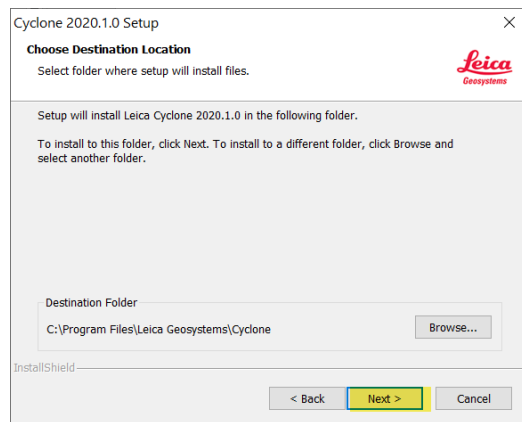 Cyclone 2020.1.0 Setup
Choose Destination Location
Select folder where setup will install files.
Leica
Geosystems
Setup will install Leica Cyclone 2020.1.0 in the following folder.
To install to this folder, click Next. To install to a different folder, click Browse and
select another folder.
Destination Folder
C:\Program Files\Leica Geosystems\Cyclone
Browse...
InstallShield
< Back
Next >
Cancel